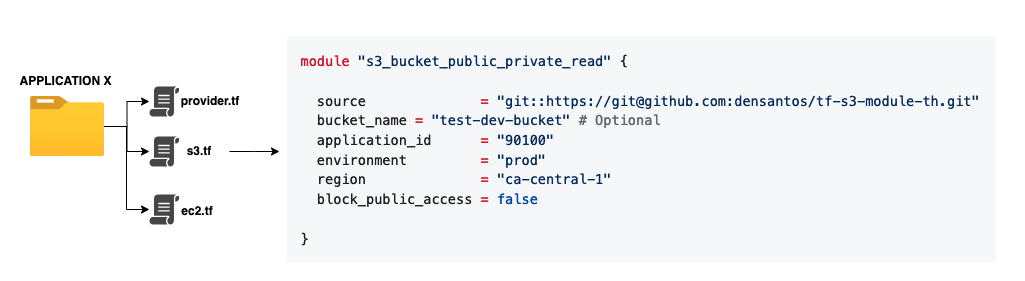 APPLICATION X
provider.tf
s3.tf
ec2.tf
module "s3_bucket_public_private_read" {
source = "git::https://git@github.com:densantos/tf-s3-module-th.git"
bucket_name = "test-dev-bucket" # Optional
application_id = "90100"
environment = "prod"
region = "ca-central-1"
block_public_access = false
}